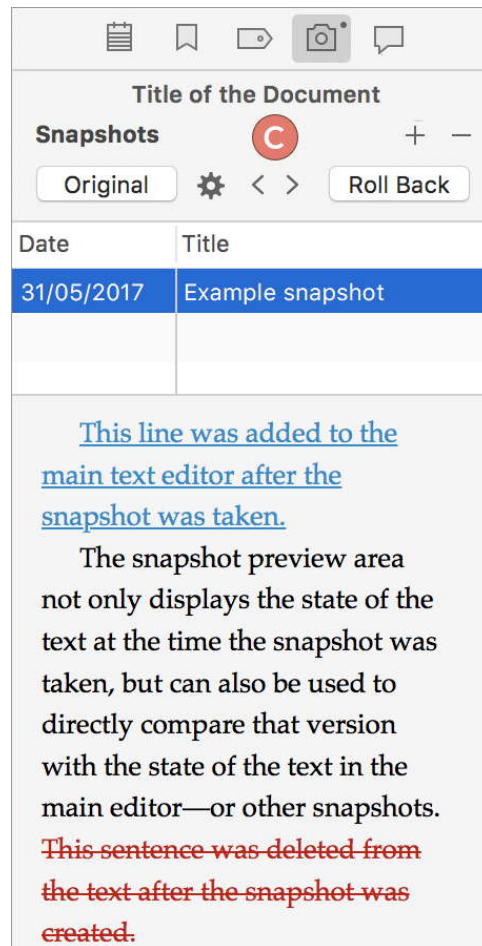 Title of the Document
Snapshots C + −
Original < > Roll Back
Date Title
31/05/2017 Example snapshot
This line was added to the
main text editor after the
snapshot was taken.
The snapshot preview area
not only displays the state of the
text at the time the snapshot was
taken, but can also be used to
directly compare that version
with the state of the text in the
main editor—or other snapshots.
This sentence was deleted from
the text after the snapshot was
created.